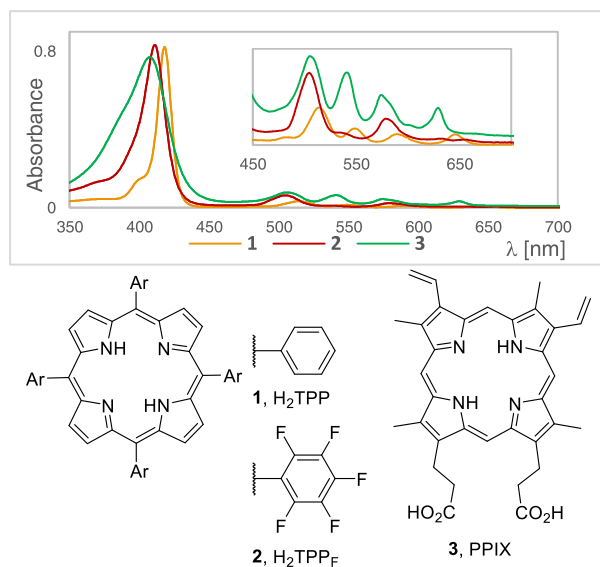 0.8
Absorbance
0
450 550 650
350 400 450 500 550 600 650 700
1 2 3
λ [nm]
Ar
NH N
Ar Ar
N HN
Ar
1, H₂TPP
F F
F
F F
2, H₂TPP_F
N HN
NH N
HO₂C CO₂H
3, PPIX